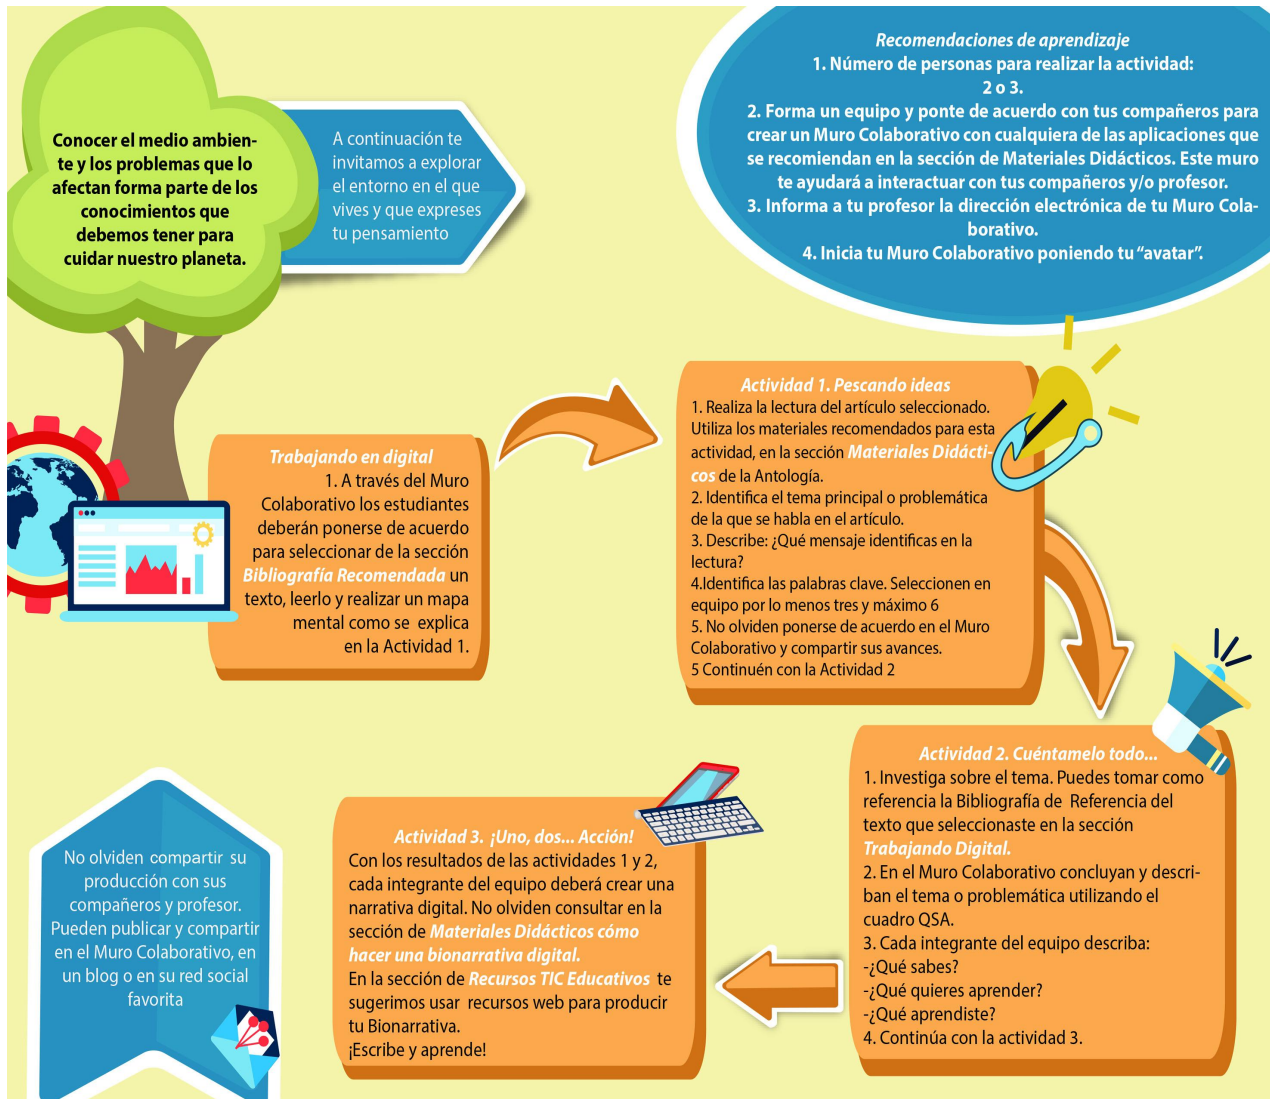 Conocer el medio ambien-
te y los problemas que lo
afectan forma parte de los
conocimientos que
debemos tener para
cuidar nuestro planeta.
A continuación te
invitamos a explorar
el entorno en el que
vives y que expreses
tu pensamiento
Recomendaciones de aprendizaje
1. Número de personas para realizar la actividad:
2 o 3.
2. Forma un equipo y ponte de acuerdo con tus compañeros para
crear un Muro Colaborativo con cualquiera de las aplicaciones que
se recomiendan en la sección de Materiales Didácticos. Este muro
te ayudará a interactuar con tus compañeros y/o profesor.
3. Informa a tu profesor la dirección electrónica de tu Muro Cola-
borativo.
4. Inicia tu Muro Colaborativo poniendo tu “avatar”.
Trabajando en digital
1. A través del Muro
Colaborativo los estudiantes
deberán ponerse de acuerdo
para seleccionar de la sección
Bibliografía Recomendada un
texto, leerlo y realizar un mapa
mental como se explica
en la Actividad 1.
Actividad 1. Pescando ideas
1. Realiza la lectura del artículo seleccionado.
Utiliza los materiales recomendados para esta
actividad, en la sección Materiales Didácti-
cos de la Antología.
2. Identifica el tema principal o problemática
de la que se habla en el artículo.
3. Describe: ¿Qué mensaje identificas en la
lectura?
4.Identifica las palabras clave. Seleccionen en
equipo por lo menos tres y máximo 6
5. No olviden ponerse de acuerdo en el Muro
Colaborativo y compartir sus avances.
5 Continuén con la Actividad 2
Actividad 2. Cuéntamelo todo...
1. Investiga sobre el tema. Puedes tomar como
referencia la Bibliografía de Referencia del
texto que seleccionaste en la sección
Trabajando Digital.
2. En el Muro Colaborativo concluyan y descri-
ban el tema o problemática utilizando el
cuadro QSA.
3. Cada integrante del equipo describa:
-¿Qué sabes?
-¿Qué quieres aprender?
-¿Qué aprendiste?
4. Continúa con la actividad 3.
Actividad 3. ¡Uno, dos... Acción!
Con los resultados de las actividades 1 y 2,
cada integrante del equipo deberá crear una
narrativa digital. No olviden consultar en la
sección de Materiales Didácticos cómo
hacer una bionarrativa digital.
En la sección de Recursos TIC Educativos te
sugerimos usar recursos web para producir
tu Bionarrativa.
¡Escribe y aprende!
No olviden compartir su
producción con sus
compañeros y profesor.
Pueden publicar y compartir
en el Muro Colaborativo, en
un blog o en su red social
favorita